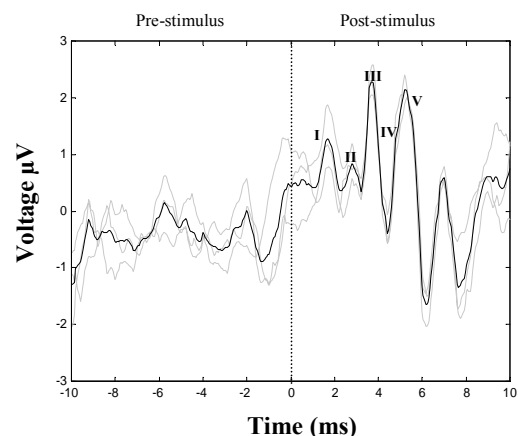 Pre-stimulus Post-stimulus
3
2
1
0
-1
-2
-3
I
II
III
IV
V
-10 -8 -6 -4 -2 0 2 4 6 8 10
Voltage µV
Time (ms)